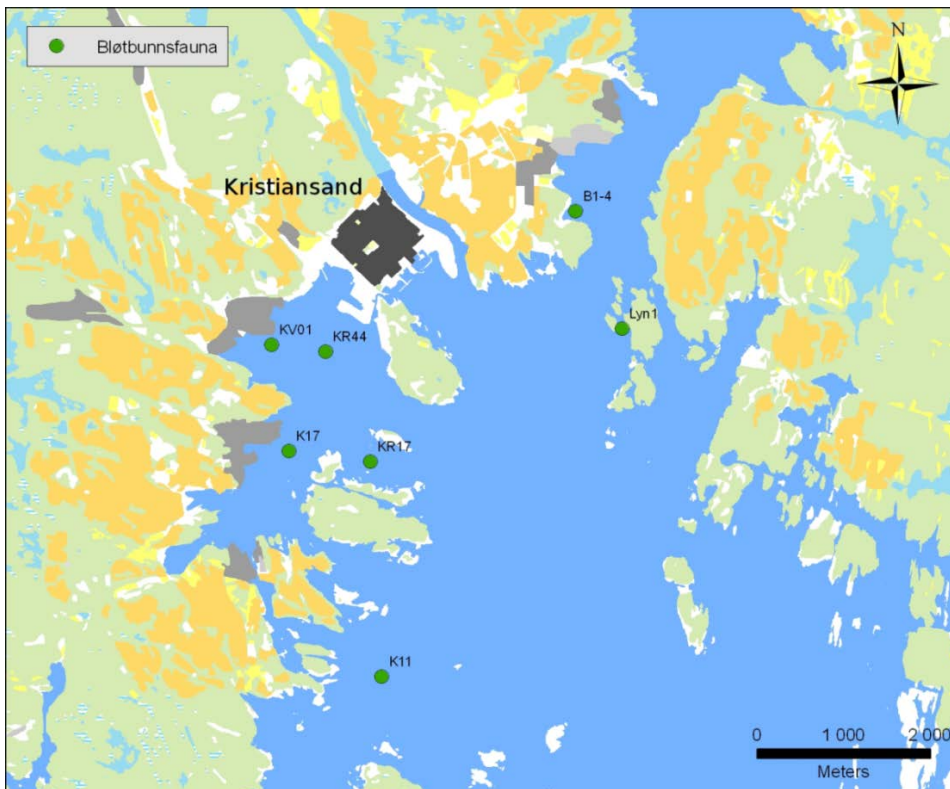 Bløtbunnsfauna
N
Kristiansand
B1-4
Lyn1
KV01
KR44
K17
KR17
K11
0 1 000 2 000
Meters